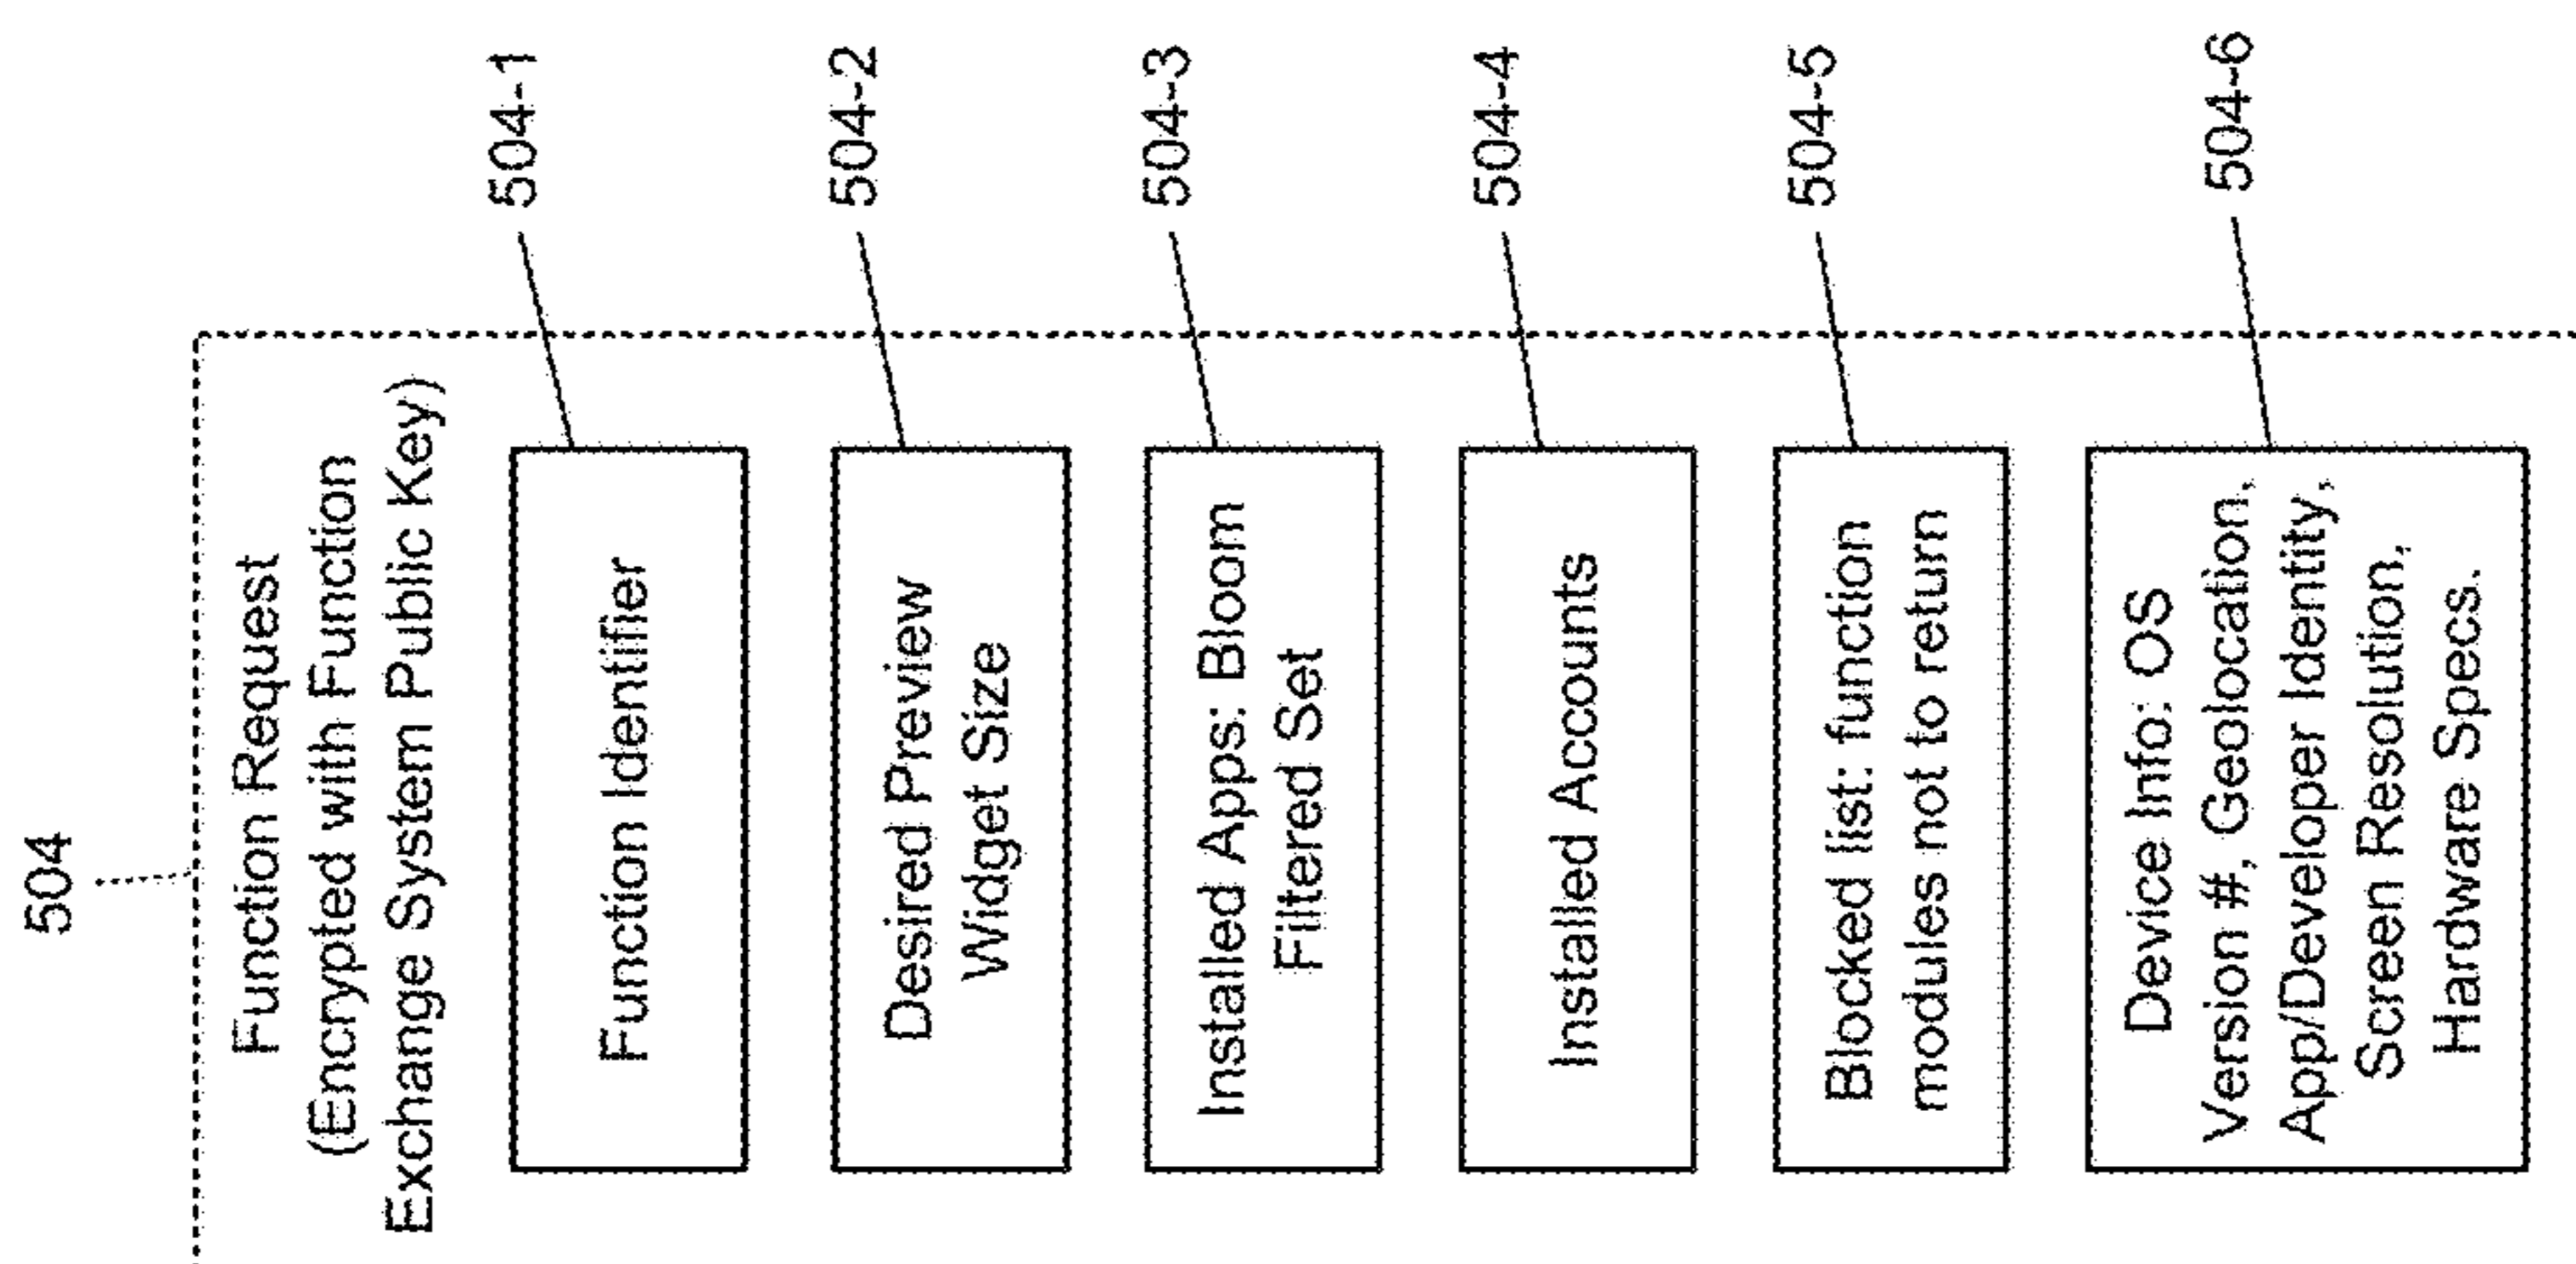 504
Function Request
(Encrypted with Function
Exchange System Public Key)
Function Identifier
504-1
Desired Preview
Widget Size
504-2
Installed Apps: Bloom
Filtered Set
504-3
Installed Accounts
504-4
Blocked list: function
modules not to return
504-5
Device Info: OS
Version #, Geolocation,
App/Developer Identity,
Screen Resolution,
Hardware Specs.
504-6